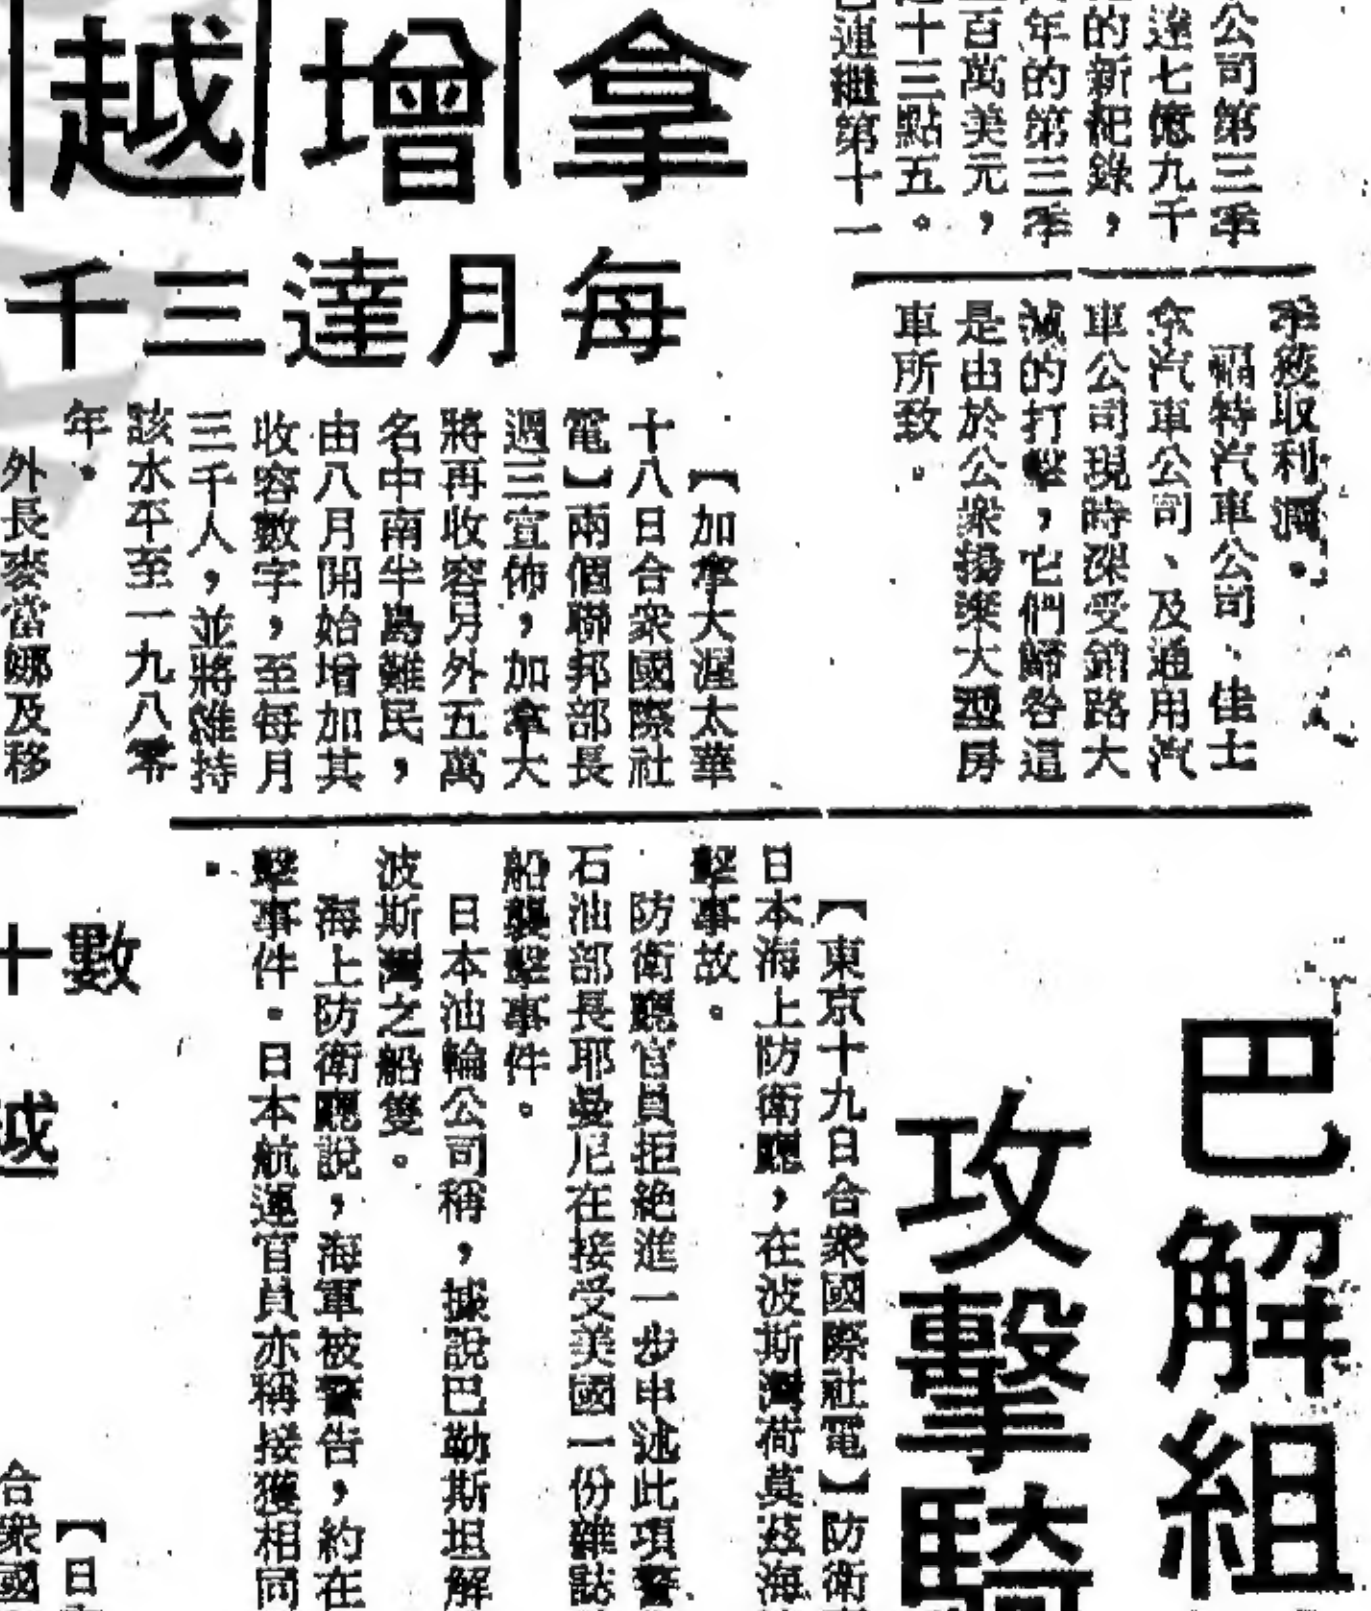 公司第三季
達七億九千
的新紀錄，
年的第三季
百萬美元，
十三點五。
連繼第十一
季獲取利潤。
福特汽車公司、佳士
拿汽車公司、及通用汽
車公司現時深受銷路大
減的打擊，它們歸咎這
是由於公衆揚棄大型房
車所致。
拿增越
每月達三千
【加拿大渥太華
十八日合衆國際社
電】兩個聯邦部長
週三宣佈，加拿大
將再收容月外五萬
名中南半島難民，
由八月開始增加其
收容數字，至每月
三千人，並將維持
該水平至一九八零
年。
外長麥當娜及移
巴解組
攻擊騎
【東京十九日合衆國際社電】防衛
日本海上防衛廳，在波斯灣荷莫茲海
擊事故。
防衛廳官員拒絕進一步申述此項警
石油部長耶曼尼在接受美國一份雜誌
船襲擊事件。
日本油輪公司稱，據說巴勒斯坦解
波斯灣之船隻。
海上防衛廳說，海軍被警告，約在
擊事件。日本航運官員亦稱接獲相同
。
數十
越
【日
合衆國